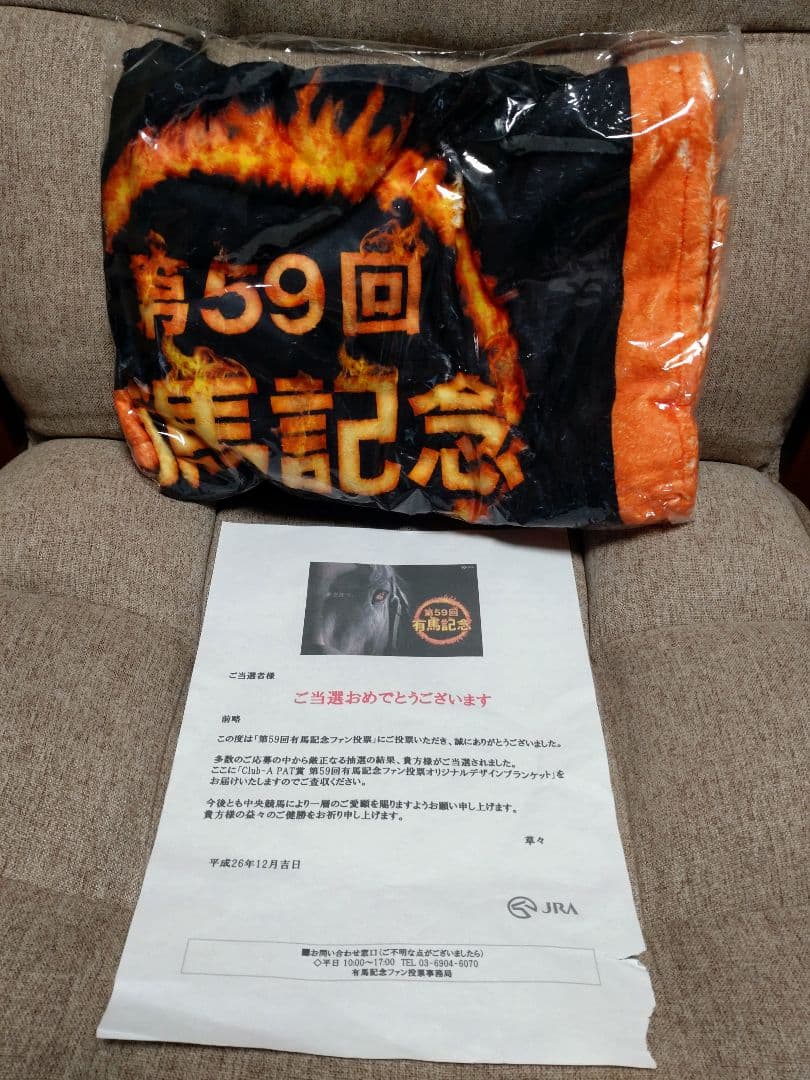 第59回
馬記念
第59回
有馬記念
ご当選者様
ご当選おめでとうございます
前略
この度は「第59回有馬記念ファン投票」にご投票いただき、誠にありがとうございました。
多数のご応募の中から厳正なる抽選の結果、貴方様がご当選されました。
ここに「Club-A PAT賞 第59回有馬記念ファン投票オリジナルデザインブランケット」を
お届けいたしますのでご査収ください。
今後とも中央競馬により一層のご愛顧を賜りますようお願い申し上げます。
貴方様の益々のご健勝をお祈り申し上げます。
草々
平成26年12月吉日
JRA
■お問い合わせ窓口(ご不明な点がございましたら)
◇平日 10:00～17:00 TEL 03-6904-6070
有馬記念ファン投票事務局